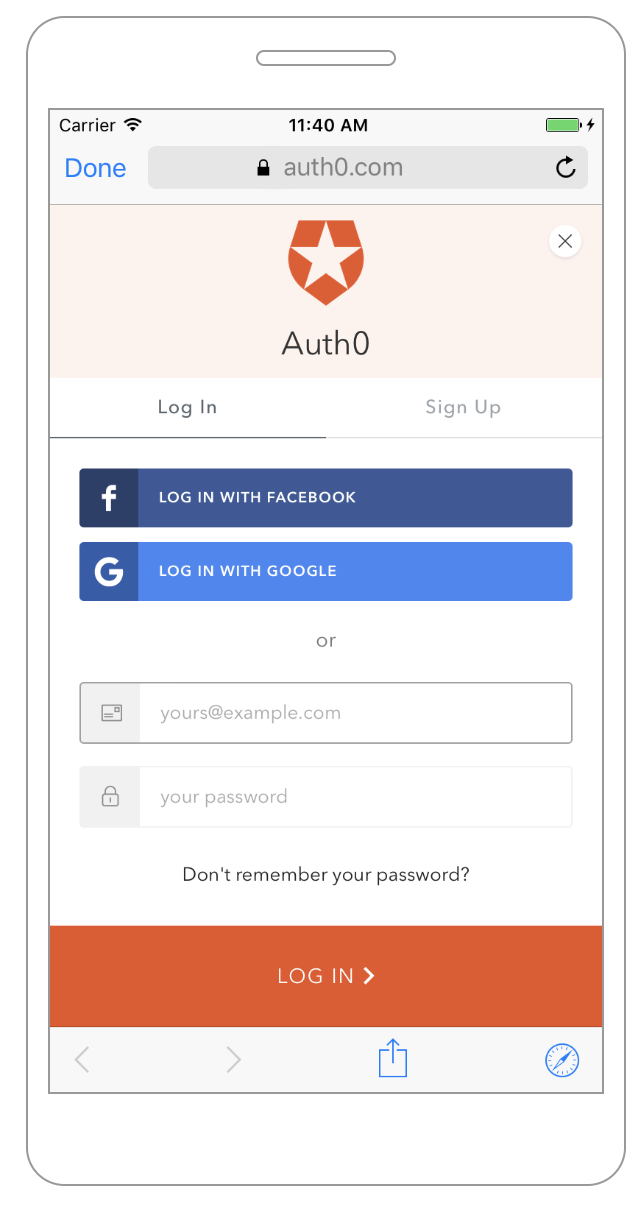 Carrier 11:40 AM
Done auth0.com
Auth0
Log In Sign Up
f LOG IN WITH FACEBOOK
G LOG IN WITH GOOGLE
or
yours@example.com
your password
Don't remember your password?
LOG IN